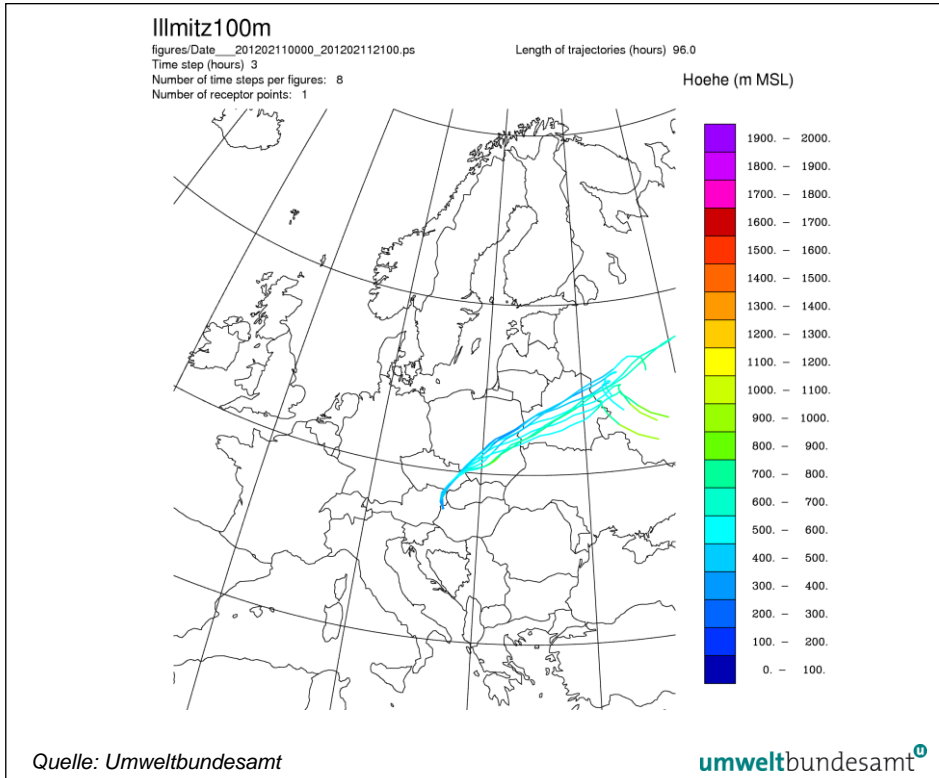 Illmitz100m
figures/Date___201202110000_201202112100.ps
Length of trajectories (hours) 96.0
Time step (hours) 3
Number of time steps per figures: 8
Number of receptor points: 1
Hoehe (m MSL)
1900. – 2000.
1800. – 1900.
1700. – 1800.
1600. – 1700.
1500. – 1600.
1400. – 1500.
1300. – 1400.
1200. – 1300.
1100. – 1200.
1000. – 1100.
900. – 1000.
800. – 900.
700. – 800.
600. – 700.
500. – 600.
400. – 500.
300. – 400.
200. – 300.
100. – 200.
0. – 100.
Quelle: Umweltbundesamt
umweltbundesamt